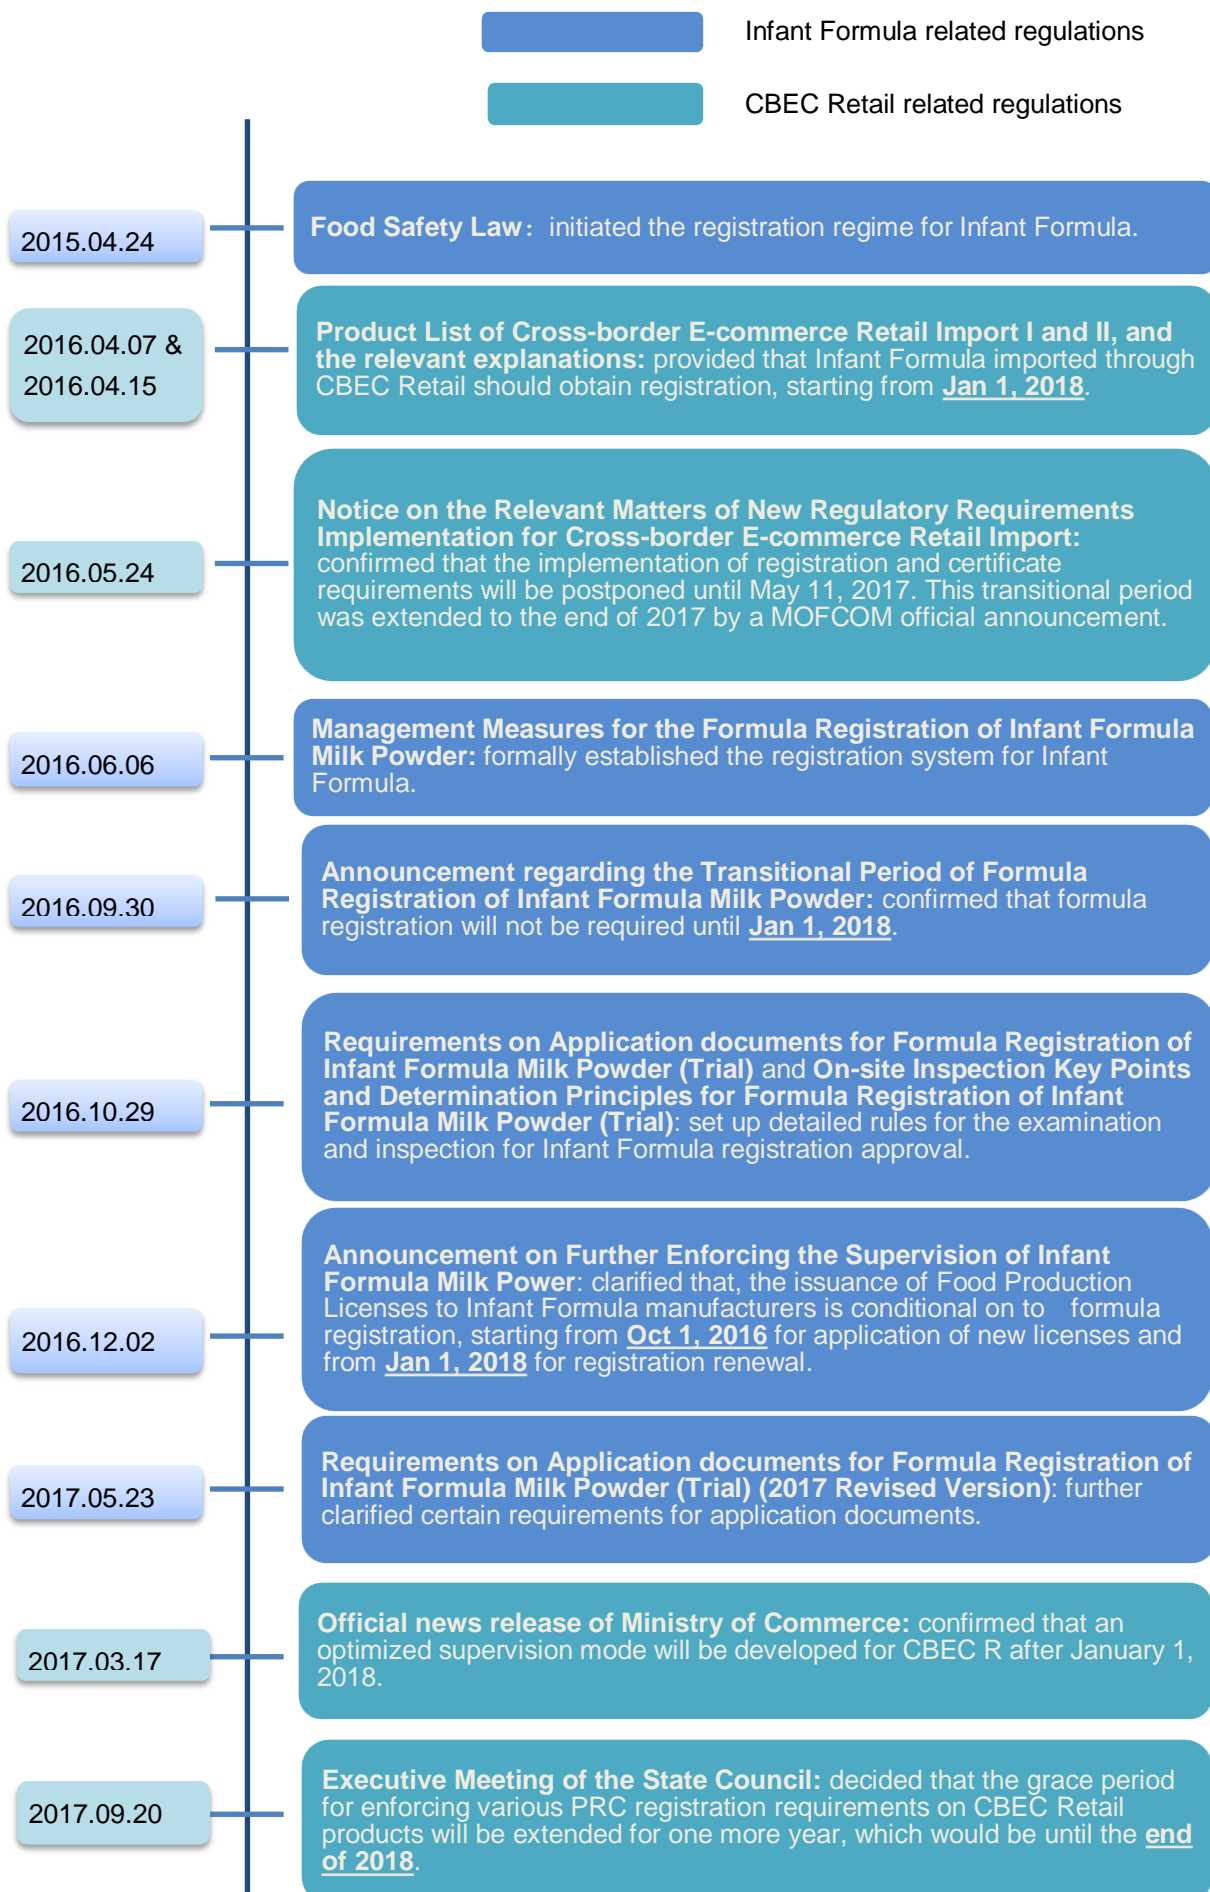 Infant Formula related regulations
CBEC Retail related regulations
2015.04.24
Food Safety Law： initiated the registration regime for Infant Formula.
2016.04.07 &
2016.04.15
Product List of Cross-border E-commerce Retail Import I and II, and
the relevant explanations: provided that Infant Formula imported through
CBEC Retail should obtain registration, starting from Jan 1, 2018.
2016.05.24
Notice on the Relevant Matters of New Regulatory Requirements
Implementation for Cross-border E-commerce Retail Import:
confirmed that the implementation of registration and certificate
requirements will be postponed until May 11, 2017. This transitional period
was extended to the end of 2017 by a MOFCOM official announcement.
2016.06.06
Management Measures for the Formula Registration of Infant Formula
Milk Powder: formally established the registration system for Infant
Formula.
2016.09.30
Announcement regarding the Transitional Period of Formula
Registration of Infant Formula Milk Powder: confirmed that formula
registration will not be required until Jan 1, 2018.
2016.10.29
Requirements on Application documents for Formula Registration of
Infant Formula Milk Powder (Trial) and On-site Inspection Key Points
and Determination Principles for Formula Registration of Infant
Formula Milk Powder (Trial): set up detailed rules for the examination
and inspection for Infant Formula registration approval.
2016.12.02
Announcement on Further Enforcing the Supervision of Infant
Formula Milk Power: clarified that, the issuance of Food Production
Licenses to Infant Formula manufacturers is conditional on to formula
registration, starting from Oct 1, 2016 for application of new licenses and
from Jan 1, 2018 for registration renewal.
2017.05.23
Requirements on Application documents for Formula Registration of
Infant Formula Milk Powder (Trial) (2017 Revised Version): further
clarified certain requirements for application documents.
2017.03.17
Official news release of Ministry of Commerce: confirmed that an
optimized supervision mode will be developed for CBEC R after January 1,
2018.
2017.09.20
Executive Meeting of the State Council: decided that the grace period
for enforcing various PRC registration requirements on CBEC Retail
products will be extended for one more year, which would be until the end
of 2018.